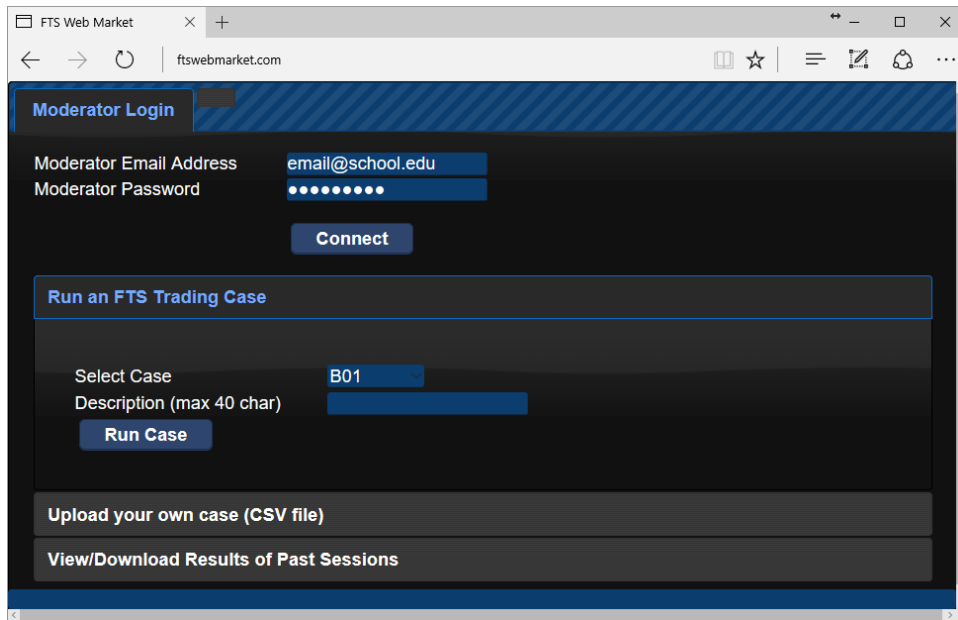 FTS Web Market
ftswebmarket.com
Moderator Login
Moderator Email Address email@school.edu
Moderator Password •••••••••
Connect
Run an FTS Trading Case
Select Case B01
Description (max 40 char)
Run Case
Upload your own case (CSV file)
View/Download Results of Past Sessions